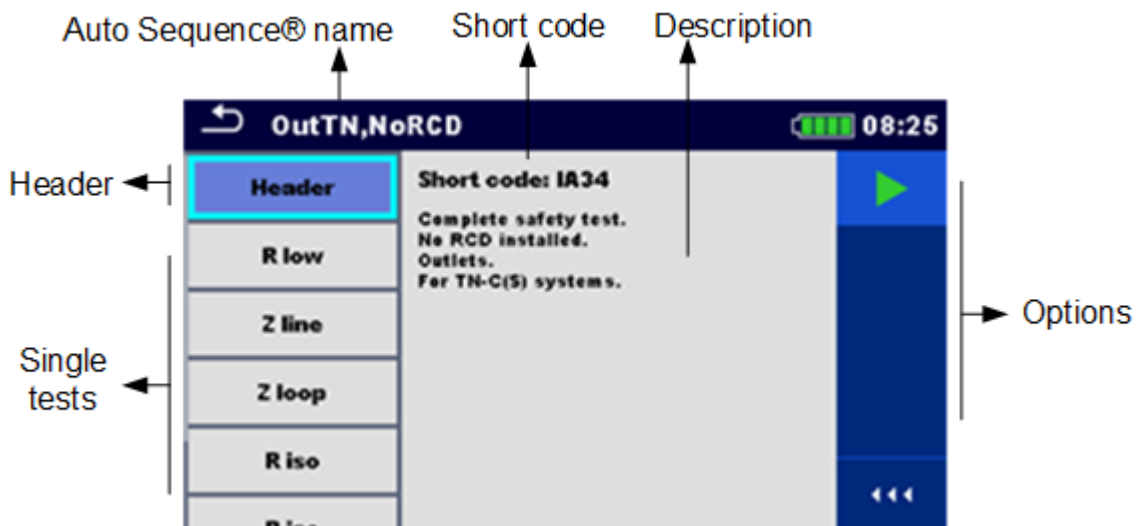 Auto Sequence® name
Short code
Description
OutTN,NoRCD
08:25
Header
Header
Short code: IA34
Complete safety test.
No RCD installed.
Outlets.
For TN-C(S) systems.
R low
Z line
Options
Single
tests
Z loop
R iso